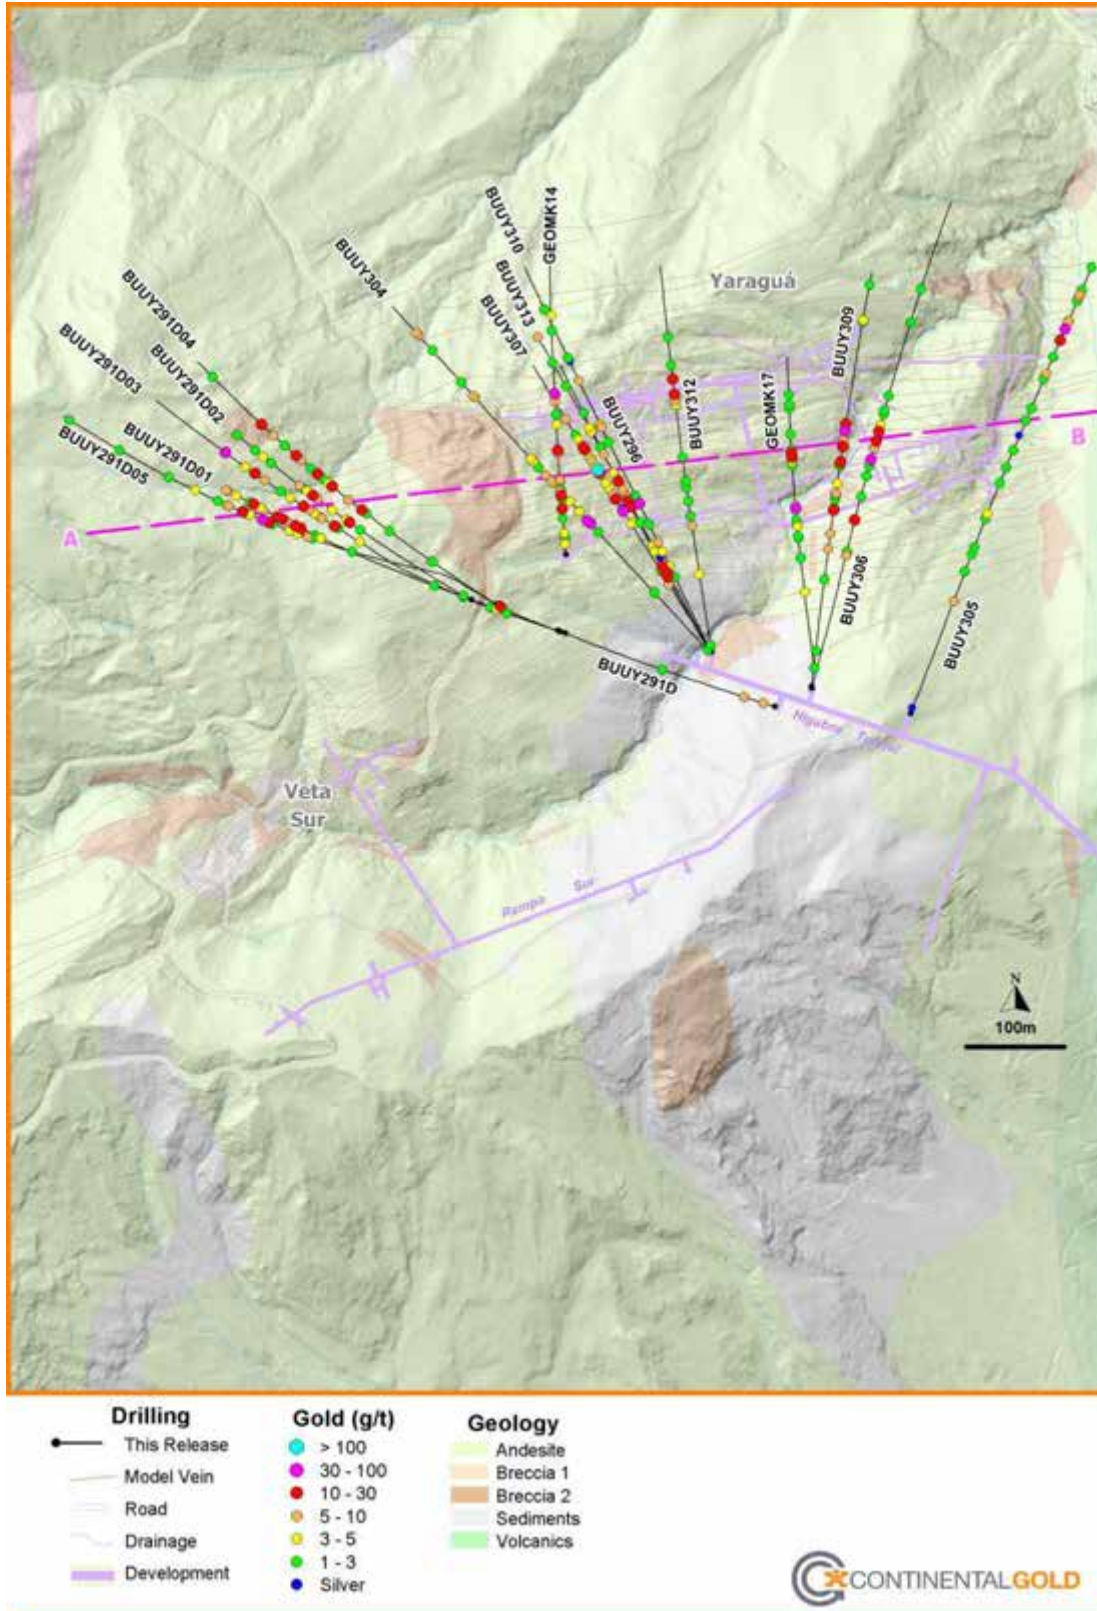 BUUY310
GEOMK14
BUUY304
BUUY313
Yaraguá
BUUY291D04
BUUY307
BUUY309
BUUY291D03
BUUY291D02
BUUY312
GEOMK17
BUUY296
BUUY291D01
BUUY291D05
A
B
BUUY306
BUUY305
BUUY291D
Veta
Sur
Rampa Sur
N
100m
Drilling
This Release
Model Vein
Road
Drainage
Development
Gold (g/t)
> 100
30 - 100
10 - 30
5 - 10
3 - 5
1 - 3
Silver
Geology
Andesite
Breccia 1
Breccia 2
Sediments
Volcanics
CONTINENTALGOLD